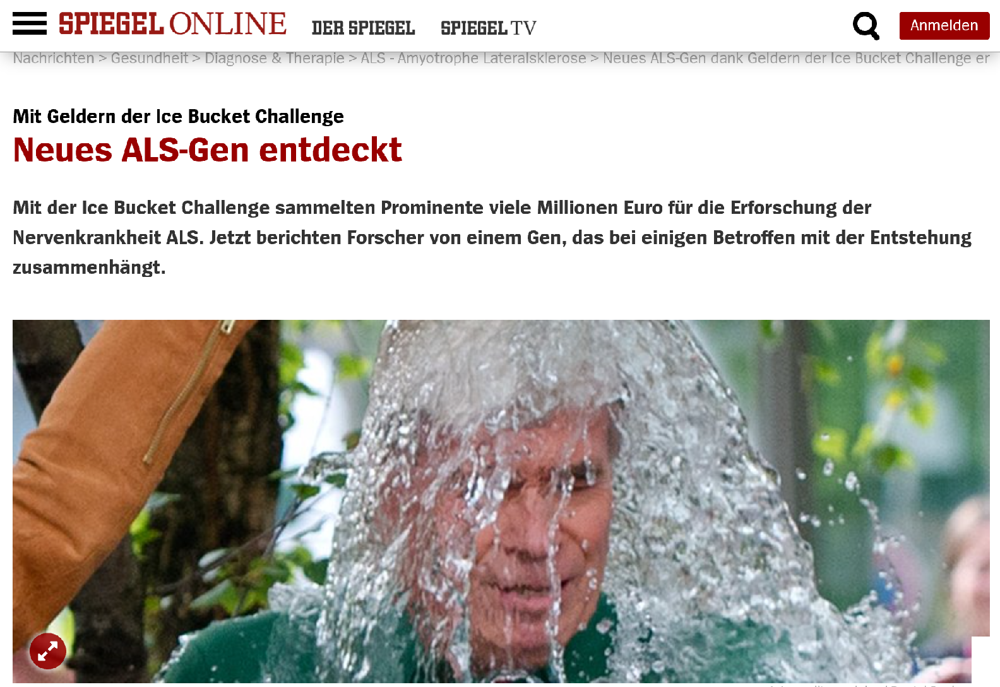 SPIEGEL ONLINE DER SPIEGEL SPIEGEL TV Anmelden
Nachrichten > Gesundheit > Diagnose & Therapie > ALS - Amyotrophe Lateralsklerose > Neues ALS-Gen dank Geldern der Ice Bucket Challenge er
Mit Geldern der Ice Bucket Challenge
Neues ALS-Gen entdeckt
Mit der Ice Bucket Challenge sammelten Prominente viele Millionen Euro für die Erforschung der
Nervenkrankheit ALS. Jetzt berichten Forscher von einem Gen, das bei einigen Betroffen mit der Entstehung
zusammenhängt.